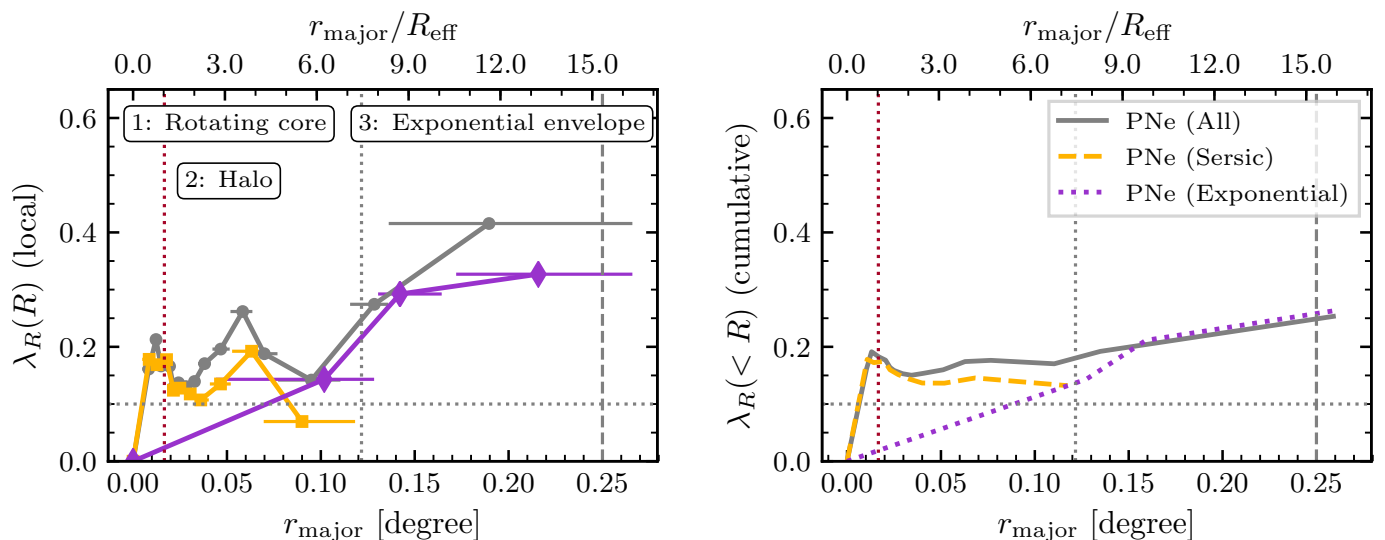 r_major/R_eff
0.0 3.0 6.0 9.0 12.0 15.0
0.6
0.4
0.2
0.0
λ_R(R) (local)
1: Rotating core
3: Exponential envelope
2: Halo
0.00 0.05 0.10 0.15 0.20 0.25
r_major [degree]
r_major/R_eff
0.0 3.0 6.0 9.0 12.0 15.0
0.6
0.4
0.2
0.0
λ_R(< R) (cumulative)
PNe (All)
PNe (Sersic)
PNe (Exponential)
0.00 0.05 0.10 0.15 0.20 0.25
r_major [degree]